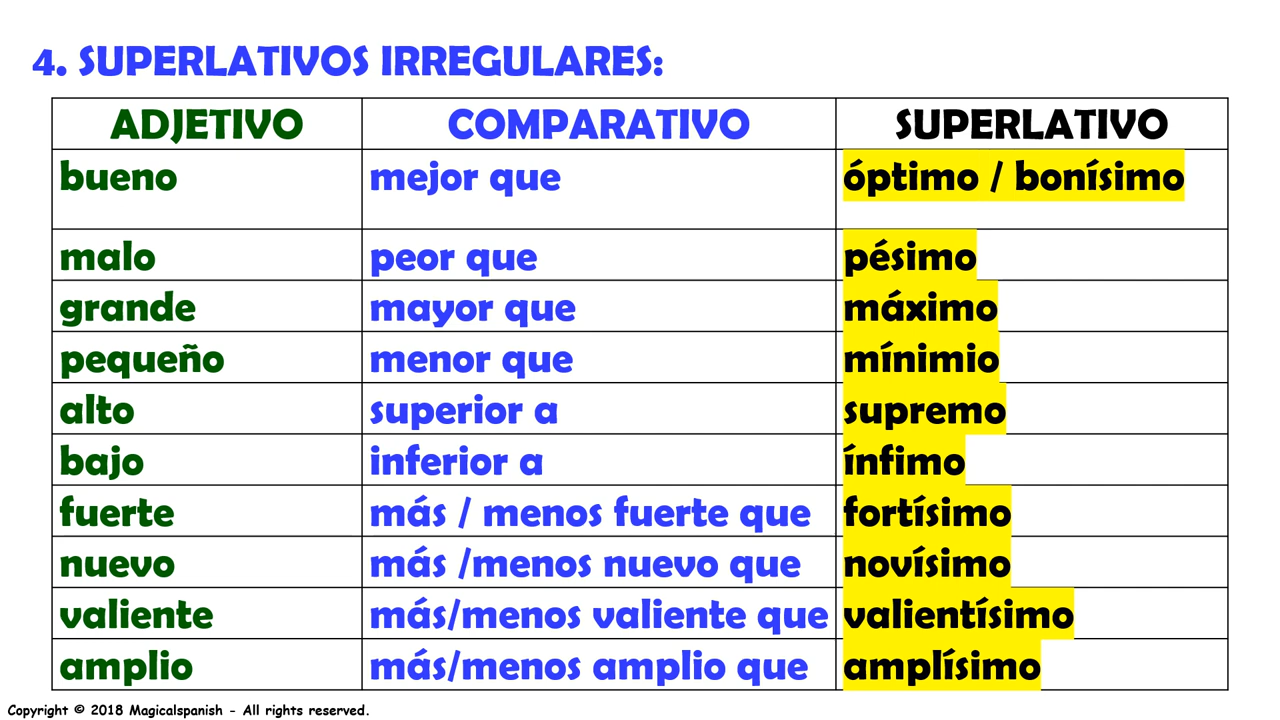 4. SUPERLATIVOS IRREGULARES:
ADJETIVO COMPARATIVO SUPERLATIVO
bueno mejor que óptimo / bonísimo
malo peor que pésimo
grande mayor que máximo
pequeño menor que mínimio
alto superior a supremo
bajo inferior a ínfimo
fuerte más / menos fuerte que fortísimo
nuevo más /menos nuevo que novísimo
valiente más/menos valiente que valientísimo
amplio más/menos amplio que amplísimo
Copyright © 2018 Magicalspanish - All rights reserved.